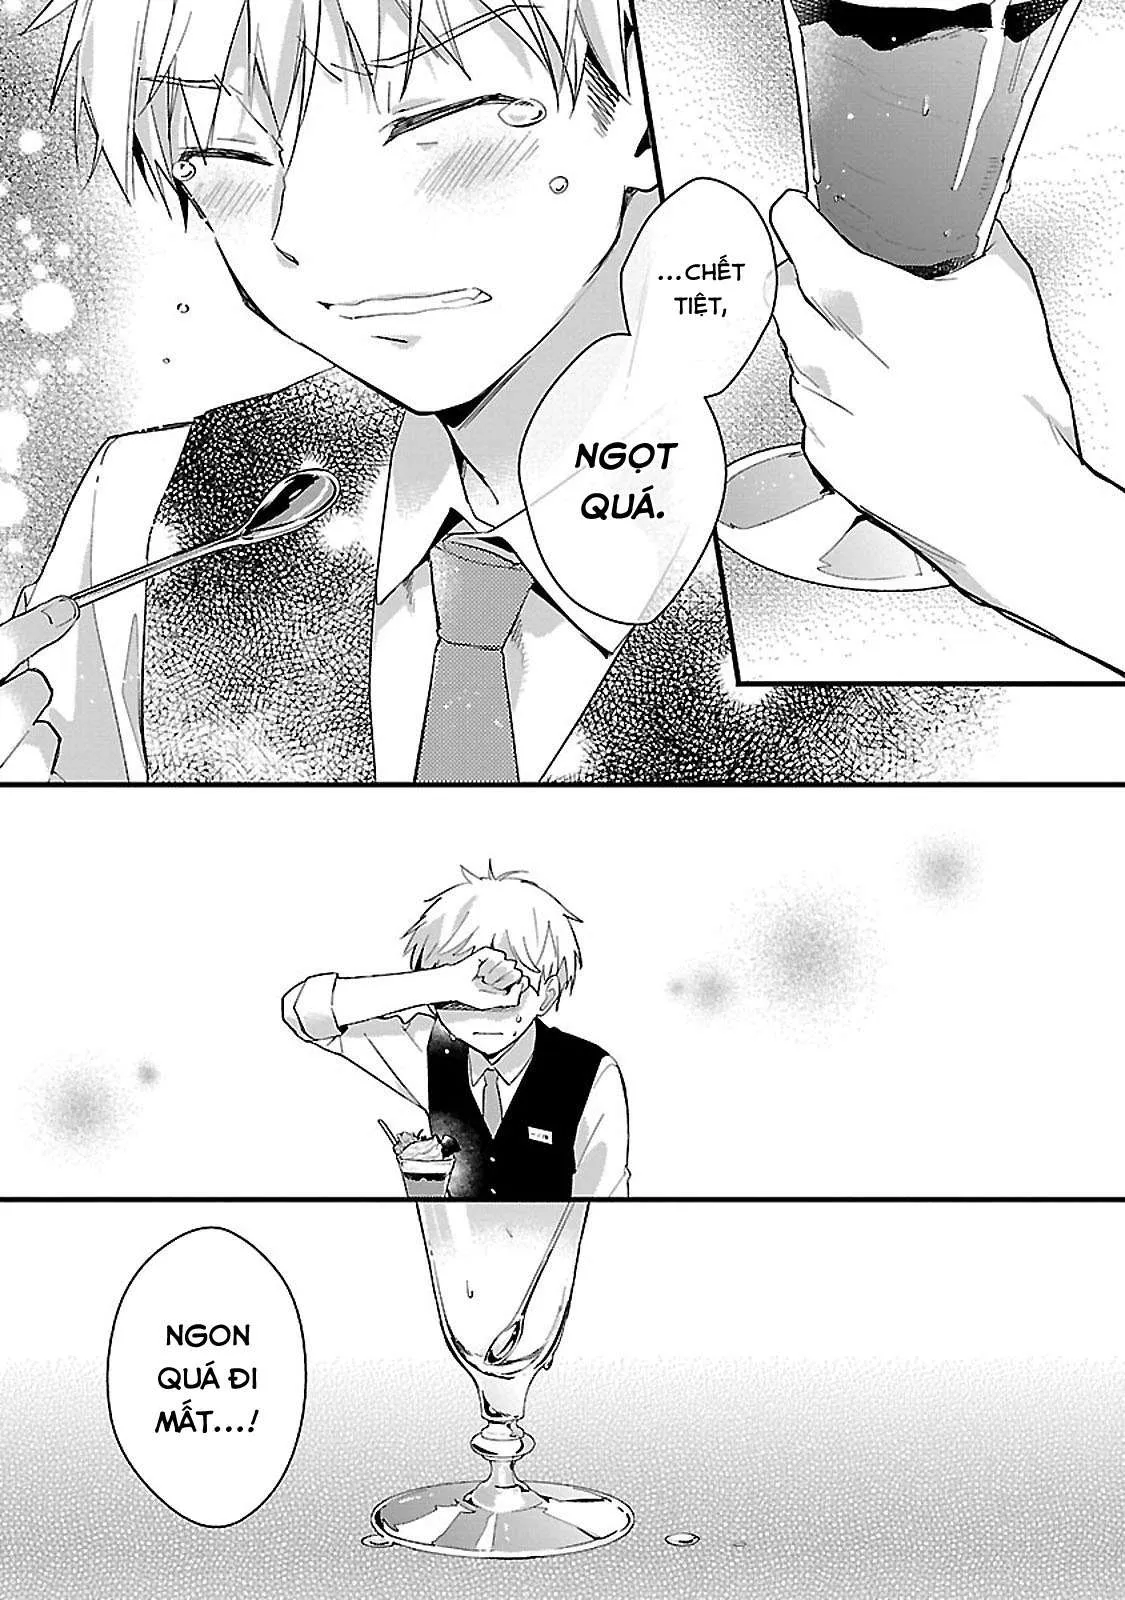 ...CHẾT
TIỆT,
NGỌT
QUÁ.
NGON
QUÁ ĐI
MẤT...!